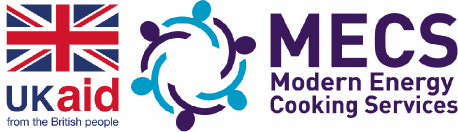 UKaid
from the British people
MECS
Modern Energy
Cooking Services